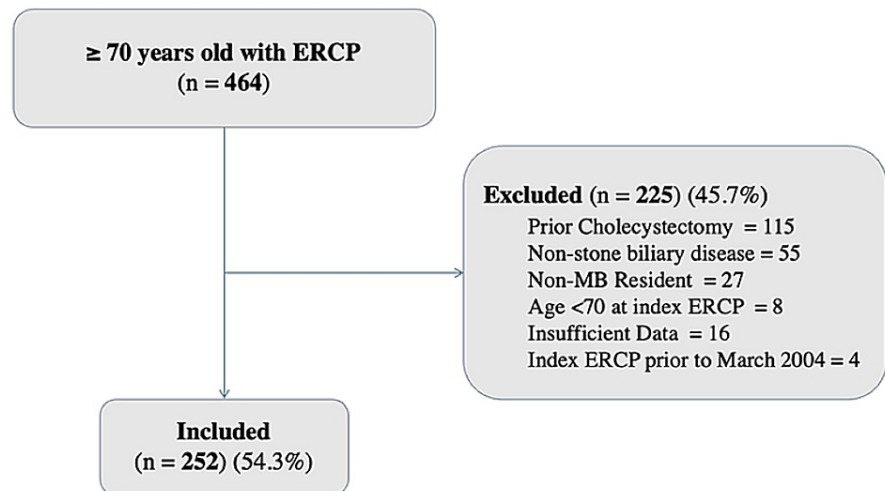 ≥ 70 years old with ERCP
(n = 464)
Excluded (n = 225) (45.7%)
Prior Cholecystectomy = 115
Non-stone biliary disease = 55
Non-MB Resident = 27
Age <70 at index ERCP = 8
Insufficient Data = 16
Index ERCP prior to March 2004 = 4
Included
(n = 252) (54.3%)